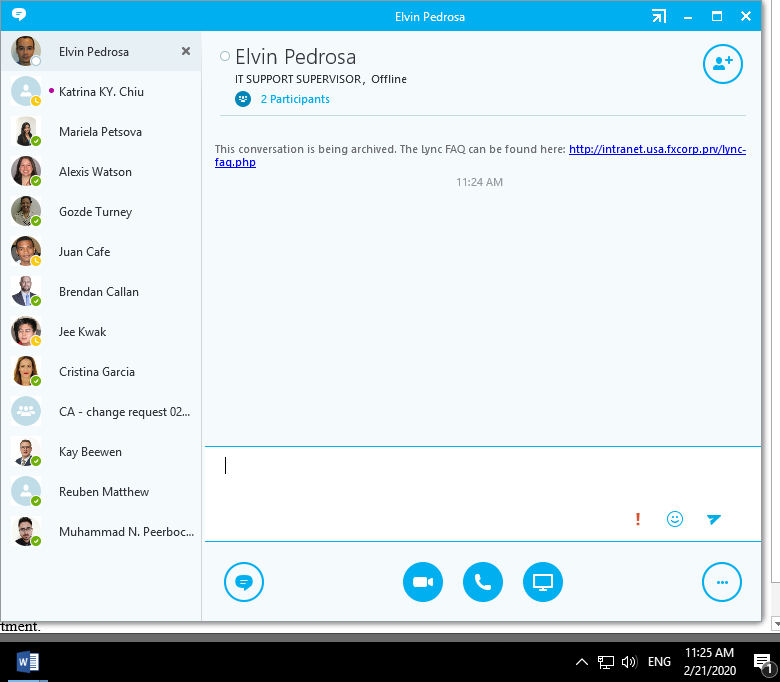 Elvin Pedrosa
Elvin Pedrosa
Katrina KY. Chiu
Mariela Petsova
Alexis Watson
Gozde Turney
Juan Cafe
Brendan Callan
Jee Kwak
Cristina Garcia
CA - change request 02...
Kay Beewen
Reuben Matthew
Muhammad N. Peerboc...
Elvin Pedrosa
IT SUPPORT SUPERVISOR, Offline
2 Participants
This conversation is being archived. The Lync FAQ can be found here: http://intranet.usa.fxcorp.prv/lync-
faq.php
11:24 AM
!
tment.
W
ENG
11:25 AM
2/21/2020
1